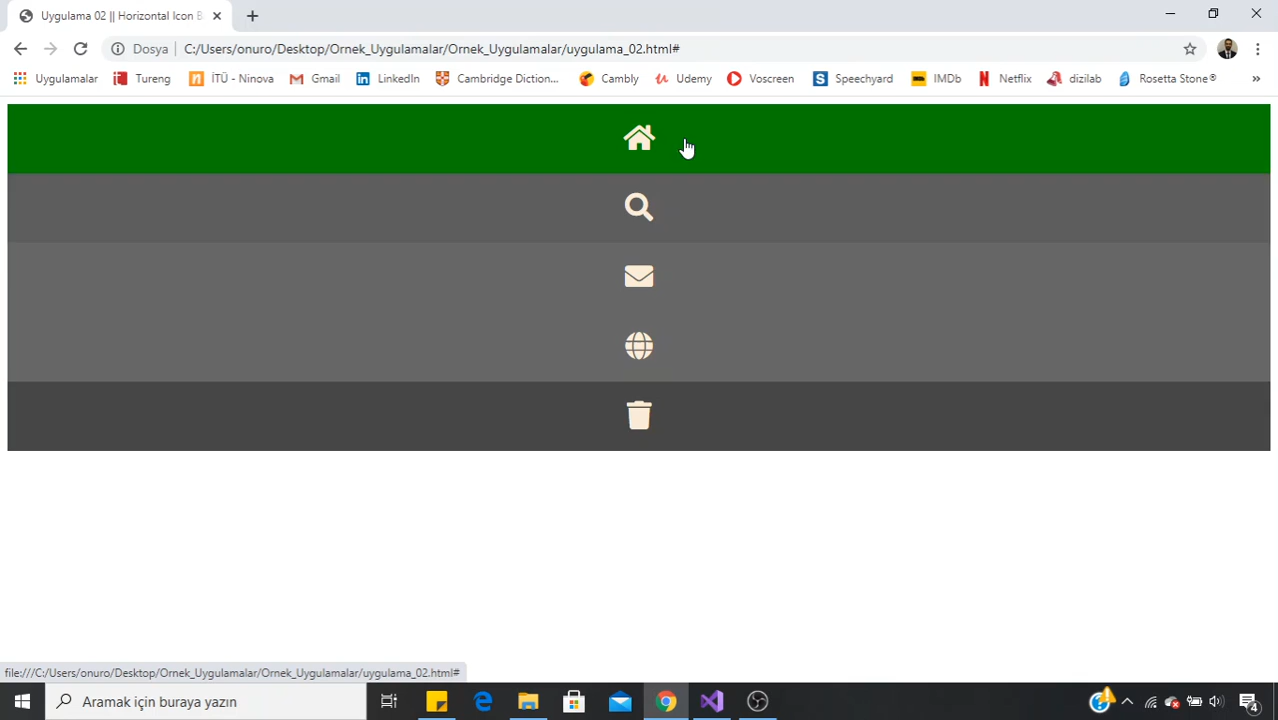 Uygulama 02 || Horizontal Icon B
Dosya C:/Users/onuro/Desktop/Ornek_Uygulamalar/Ornek_Uygulamalar/uygulama_02.html#
Uygulamalar Tureng İTÜ - Ninova Gmail LinkedIn Cambridge Diction... Cambly Udemy Voscreen Speechyard IMDb Netflix dizilab Rosetta Stone® »
file:///C:/Users/onuro/Desktop/Ornek_Uygulamalar/Ornek_Uygulamalar/uygulama_02.html#
Aramak için buraya yazın 4